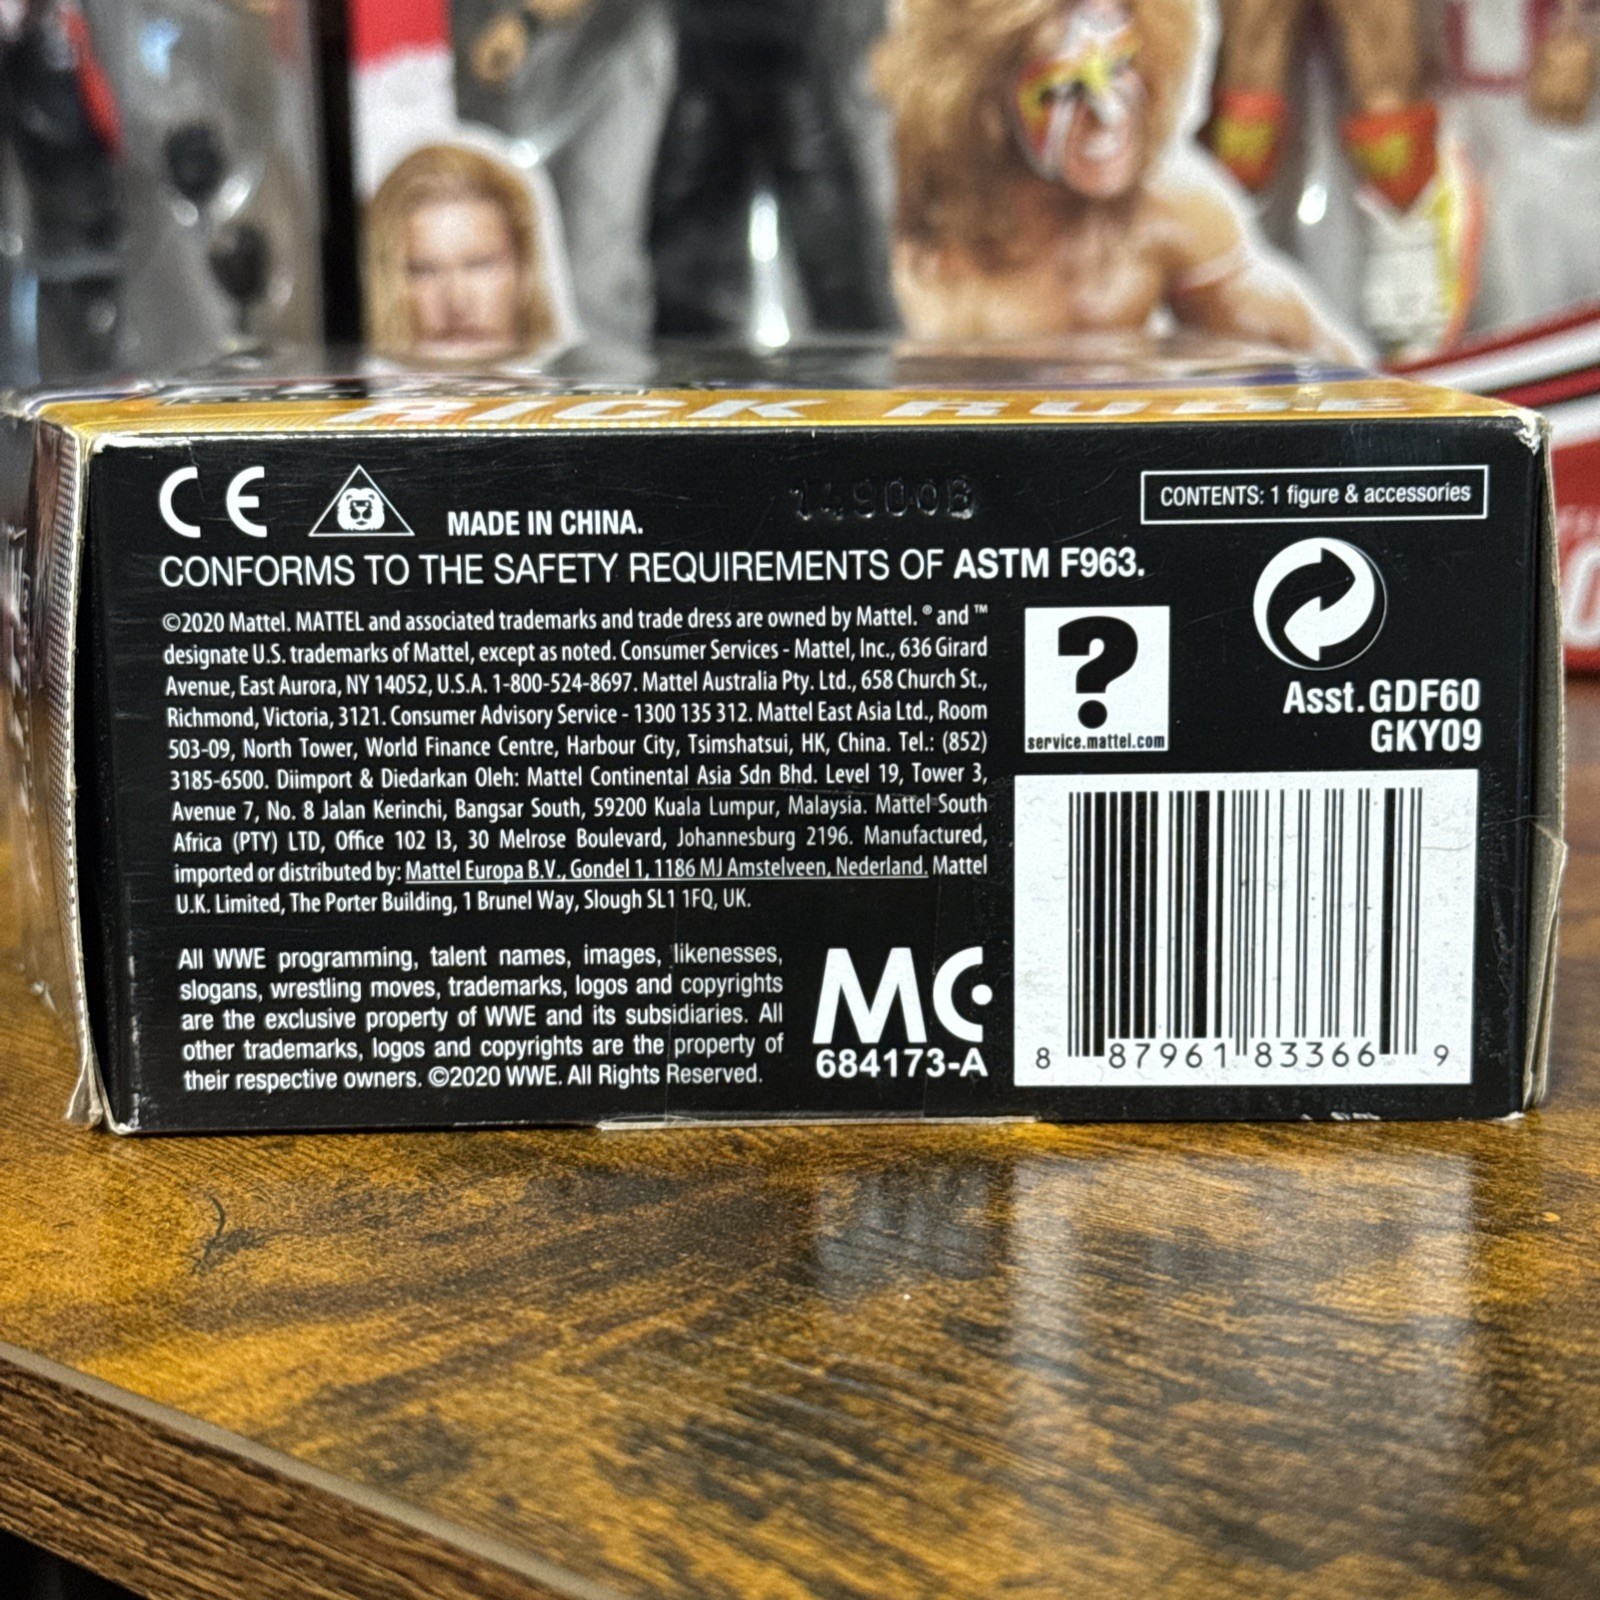 RICK RUDE
CE
MADE IN CHINA.
14900B
CONTENTS: 1 figure & accessories
CONFORMS TO THE SAFETY REQUIREMENTS OF ASTM F963.
©2020 Mattel. MATTEL and associated trademarks and trade dress are owned by Mattel. ® and ™
designate U.S. trademarks of Mattel, except as noted. Consumer Services - Mattel, Inc., 636 Girard
Avenue, East Aurora, NY 14052, U.S.A. 1-800-524-8697. Mattel Australia Pty. Ltd., 658 Church St.,
Richmond, Victoria, 3121. Consumer Advisory Service - 1300 135 312. Mattel East Asia Ltd., Room
503-09, North Tower, World Finance Centre, Harbour City, Tsimshatsui, HK, China. Tel.: (852)
3185-6500. Diimport & Diedarkan Oleh: Mattel Continental Asia Sdn Bhd. Level 19, Tower 3,
Avenue 7, No. 8 Jalan Kerinchi, Bangsar South, 59200 Kuala Lumpur, Malaysia. Mattel South
Africa (PTY) LTD, Office 102 I3, 30 Melrose Boulevard, Johannesburg 2196. Manufactured,
imported or distributed by: Mattel Europa B.V., Gondel 1, 1186 MJ Amstelveen, Nederland. Mattel
U.K. Limited, The Porter Building, 1 Brunel Way, Slough SL1 1FQ, UK.
?
service.mattel.com
Asst.GDF60
GKY09
All WWE programming, talent names, images, likenesses,
slogans, wrestling moves, trademarks, logos and copyrights
are the exclusive property of WWE and its subsidiaries. All
other trademarks, logos and copyrights are the property of
their respective owners. ©2020 WWE. All Rights Reserved.
MC
684173-A
8 87961 83366 9